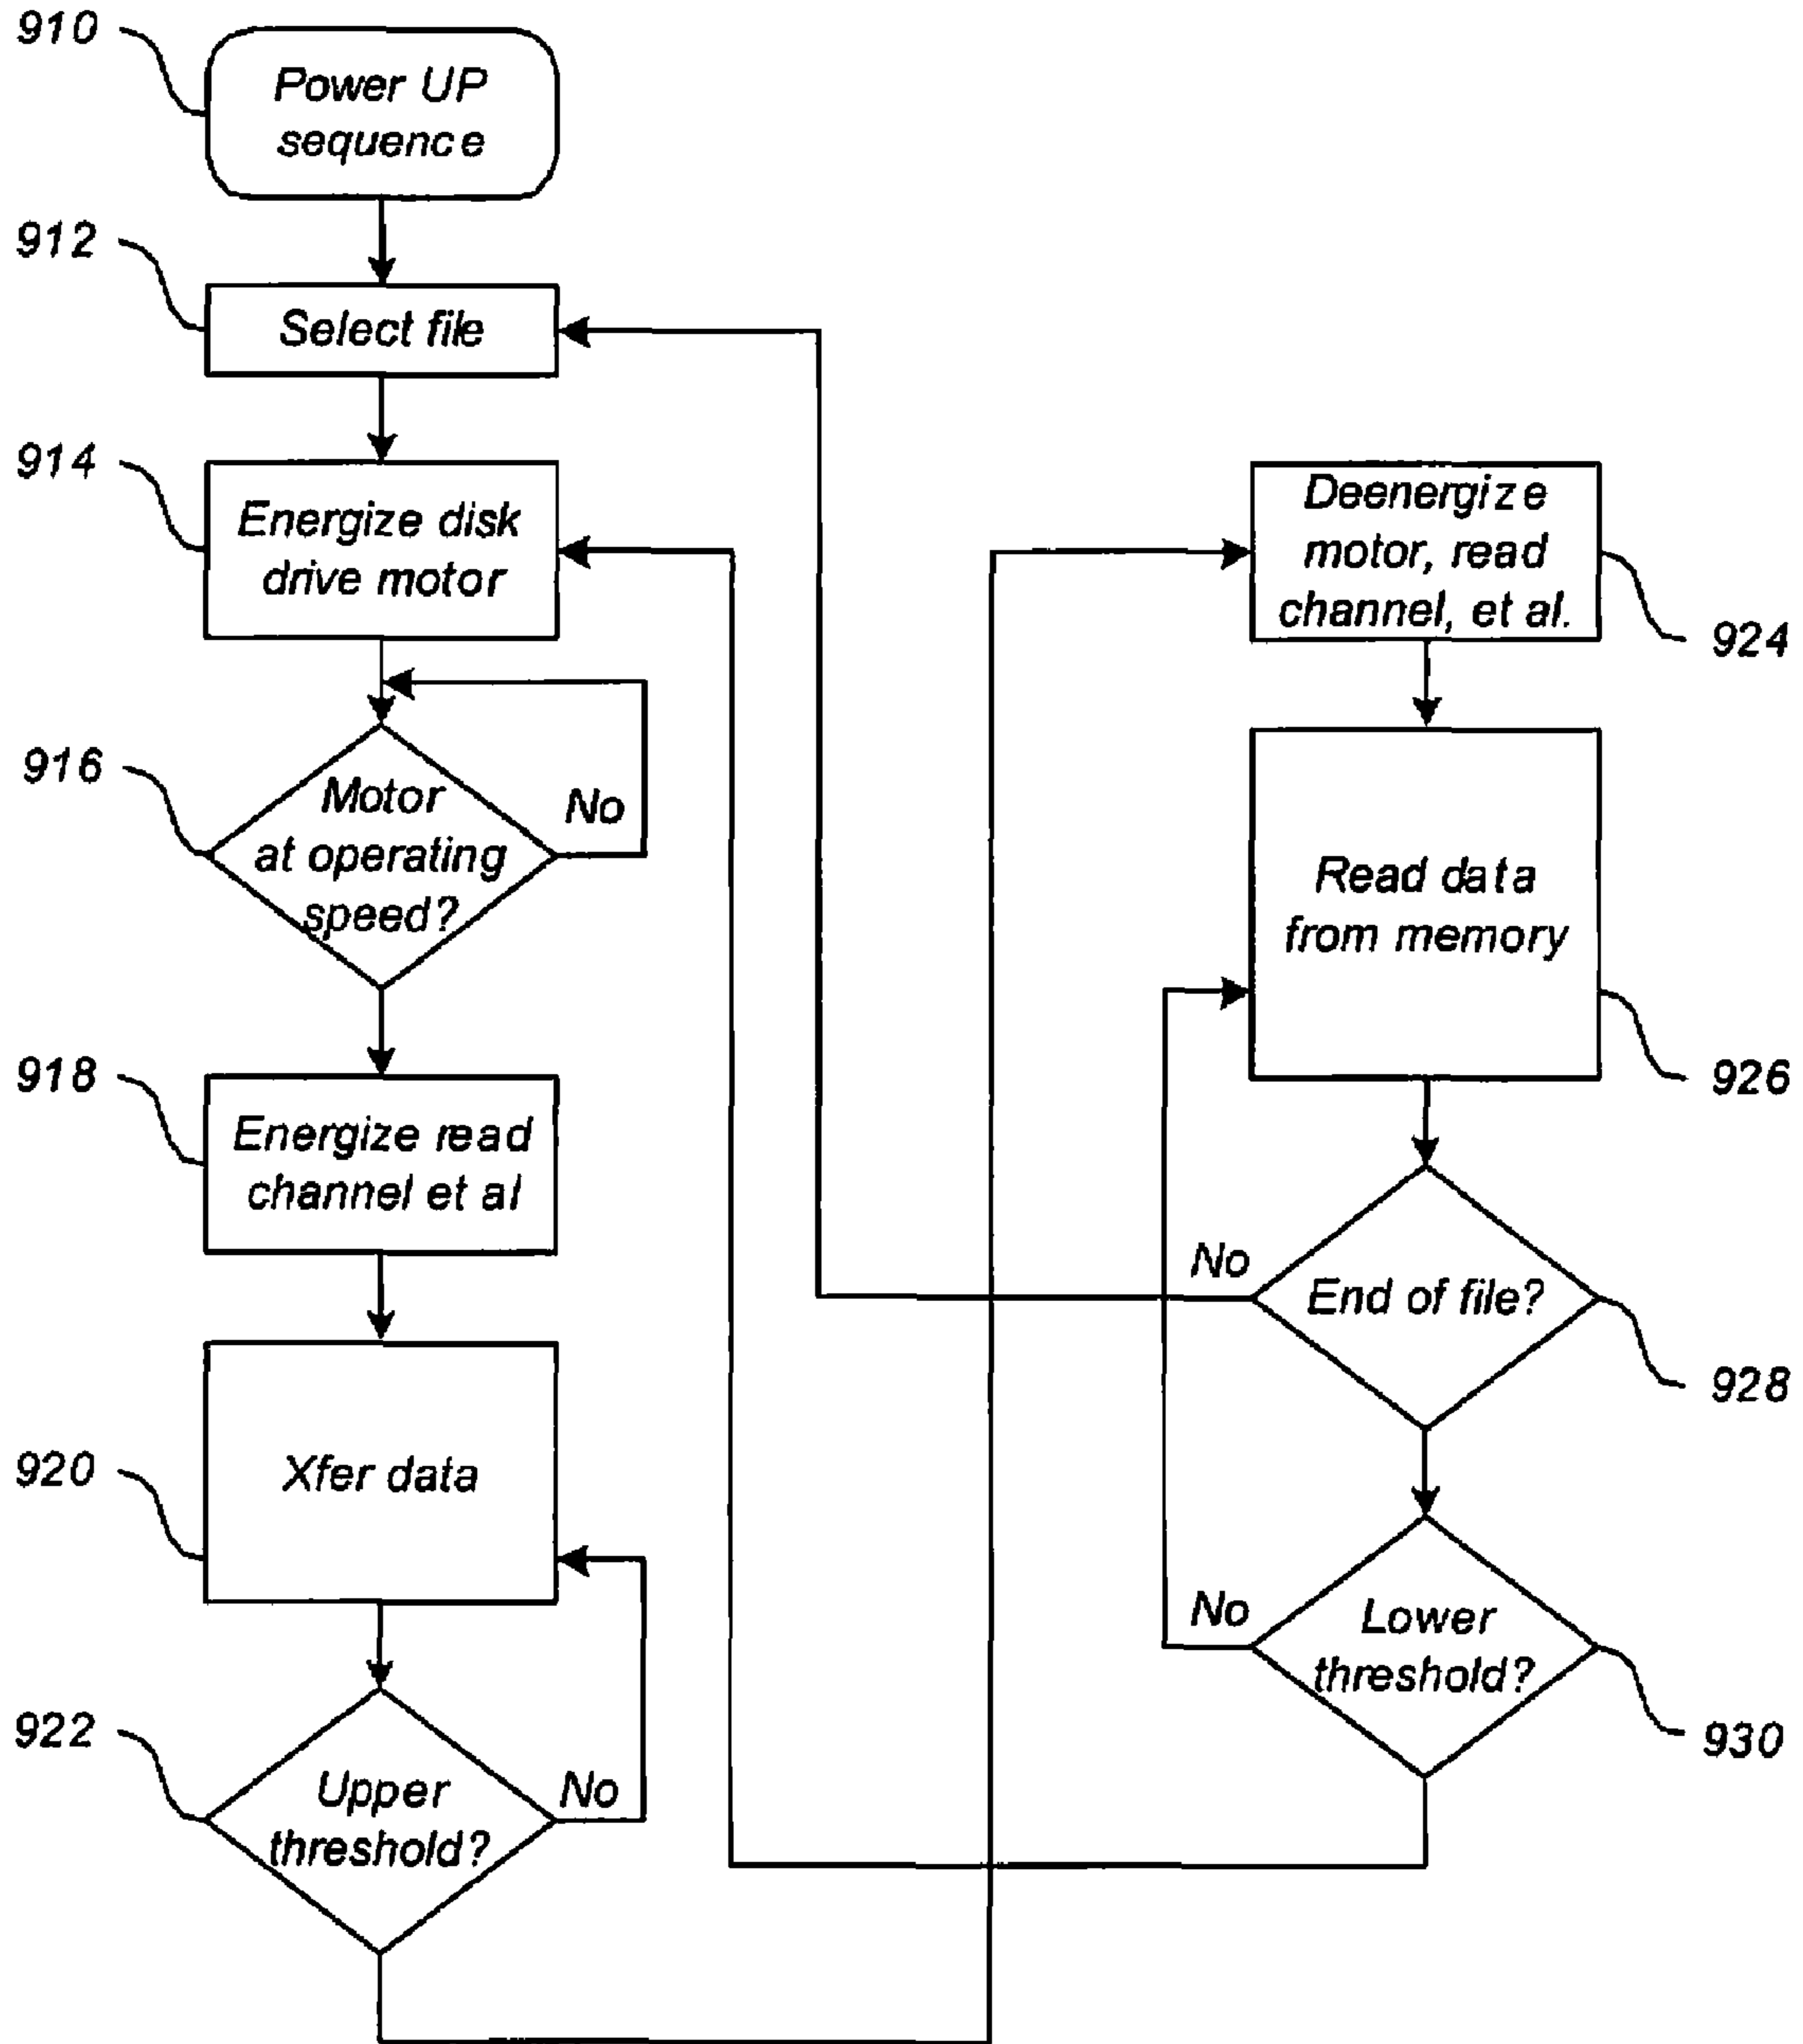 910
Power UP
sequence
912
Select file
914
Energize disk
drive motor
916
Motor
at operating
speed?
No
918
Energize read
channel et al
920
Xfer data
922
Upper
threshold?
No
Deenergize
motor, read
channel, et al.
924
Read data
from memory
926
No
End of file?
928
No
Lower
threshold?
930